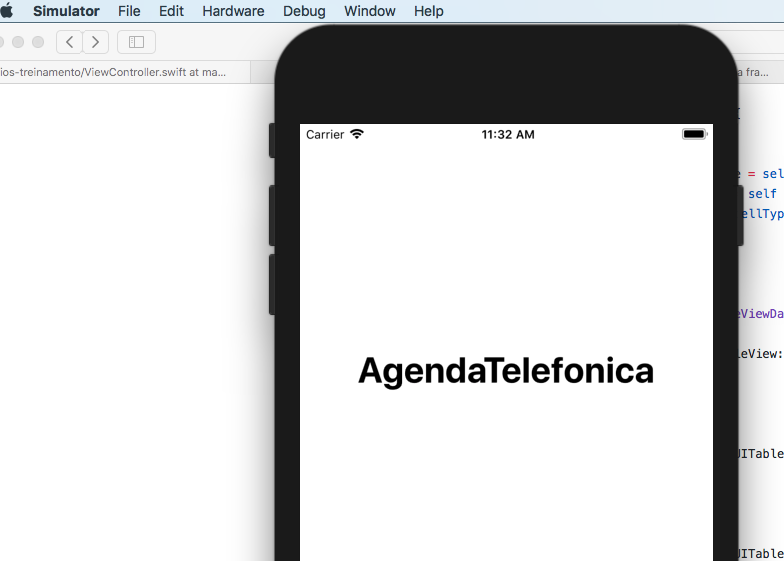 Simulator File Edit Hardware Debug Window Help
ios-treinamento/ViewController.swift at ma...
a fra...
Carrier 11:32 AM
= sel
self
ellTyp
AgendaTelefonica
eViewDa
leView:
UITable
UITable